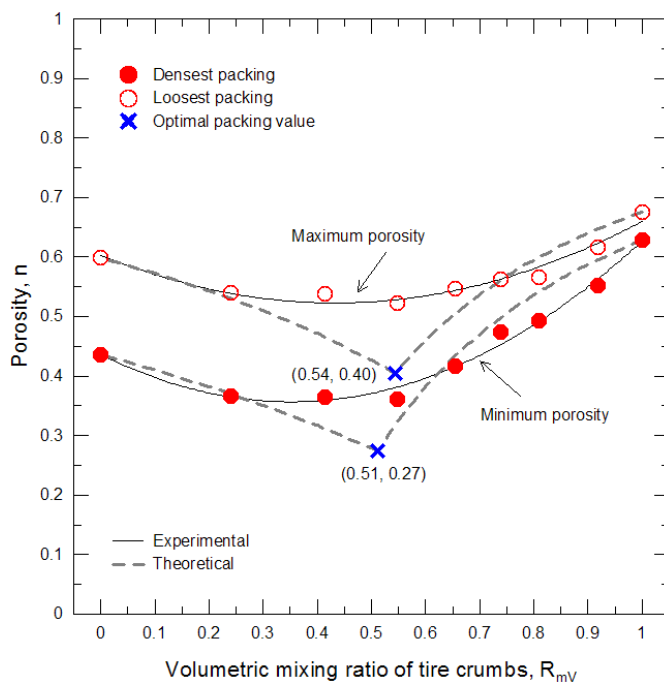 1
0.9
0.8
0.7
0.6
0.5
0.4
0.3
0.2
0.1
0
Porosity, n
Densest packing
Loosest packing
Optimal packing value
Maximum porosity
(0.54, 0.40)
Minimum porosity
(0.51, 0.27)
Experimental
Theoretical
0 0.1 0.2 0.3 0.4 0.5 0.6 0.7 0.8 0.9 1
Volumetric mixing ratio of tire crumbs, RmV